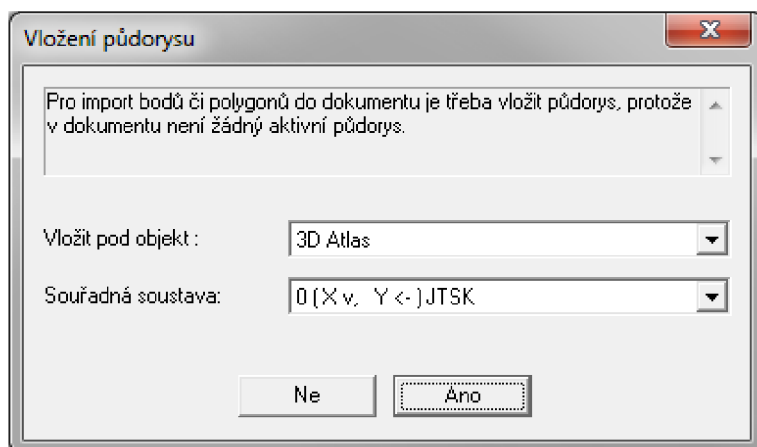 Vložení půdorysu
Pro import bodů či polygonů do dokumentu je třeba vložit půdorys, protože
v dokumentu není žádný aktivní půdorys.
Vložit pod objekt : 3D Atlas
Souřadná soustava: 0 ( X v, Y <- ) JTSK
Ne Ano